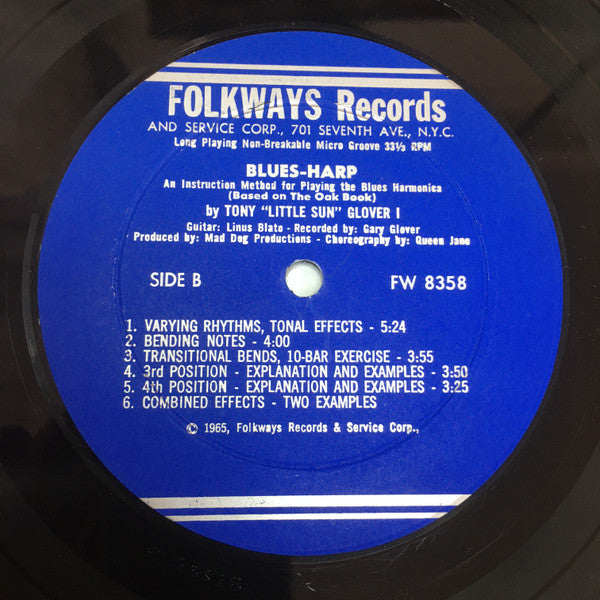 FOLKWAYS Records
AND SERVICE CORP., 701 SEVENTH AVE., N.Y.C.
Long Playing Non-Breakable Micro Groove 33⅓ RPM
BLUES-HARP
An Instruction Method for Playing the Blues Harmonica
(Based on The Oak Book)
by TONY "LITTLE SUN" GLOVER I
Guitar: Linus Blato - Recorded by: Gary Glover
Produced by: Mad Dog Productions - Choreography by: Queen Jane
SIDE B FW 8358
1. VARYING RHYTHMS, TONAL EFFECTS - 5:24
2. BENDING NOTES - 4:00
3. TRANSITIONAL BENDS, 10-BAR EXERCISE - 3:55
4. 3rd POSITION - EXPLANATION AND EXAMPLES - 3:50
5. 4th POSITION - EXPLANATION AND EXAMPLES - 3:25
6. COMBINED EFFECTS - TWO EXAMPLES
© 1965, Folkways Records & Service Corp.,